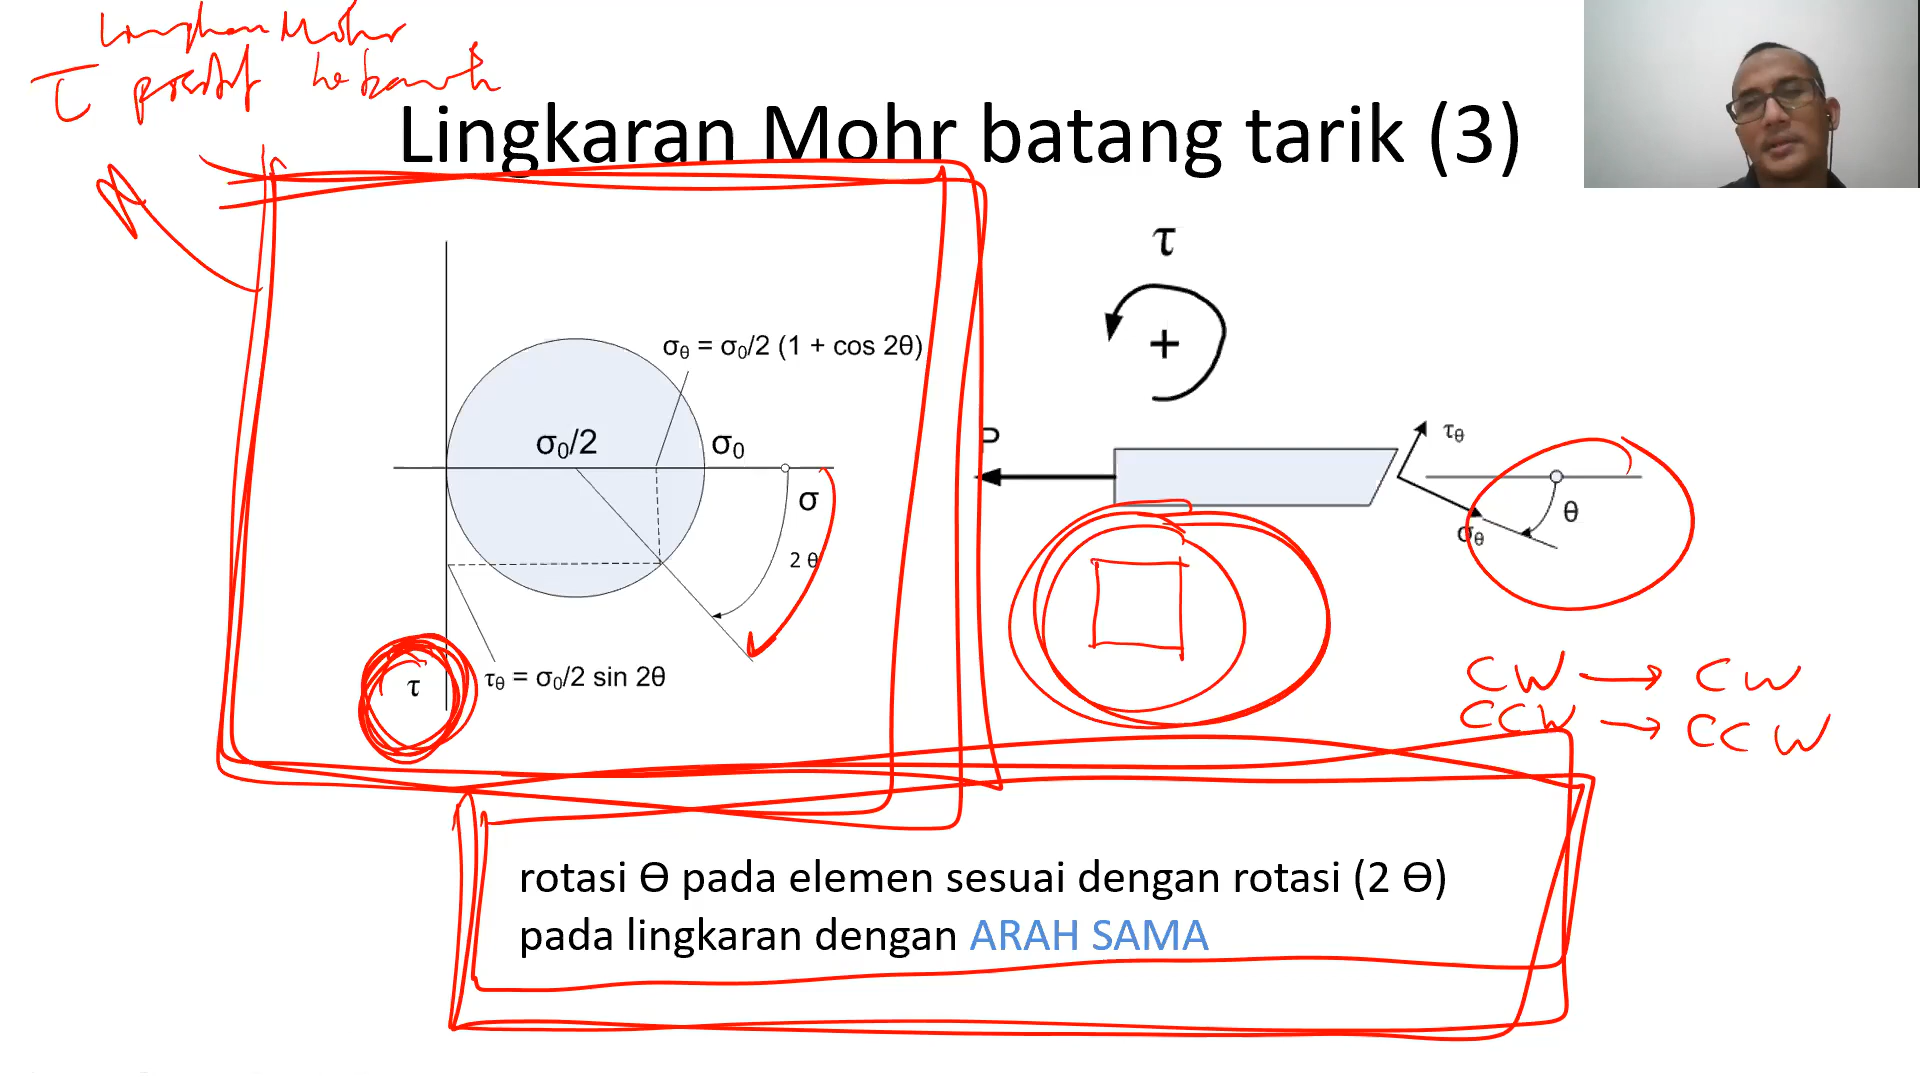 Lingkaran Mohr
τ positif ke bawah
Lingkaran Mohr batang tarik (3)
τ
+
σθ = σ0/2 (1 + cos 2θ)
σ0/2
σ0
σ
2 θ
τ
τθ = σ0/2 sin 2θ
P
τθ
θ
σθ
CW → CW
CCW → CCW
rotasi Ɵ pada elemen sesuai dengan rotasi (2 Ɵ)
pada lingkaran dengan ARAH SAMA